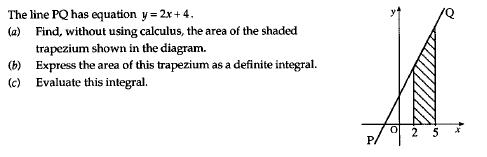 The line PQ has equation y = 2x + 4.
(a) Find, without using calculus, the area of the shaded
trapezium shown in the diagram.
(b) Express the area of this trapezium as a definite integral.
(c) Evaluate this integral.
y
Q
O 2 5 x
P